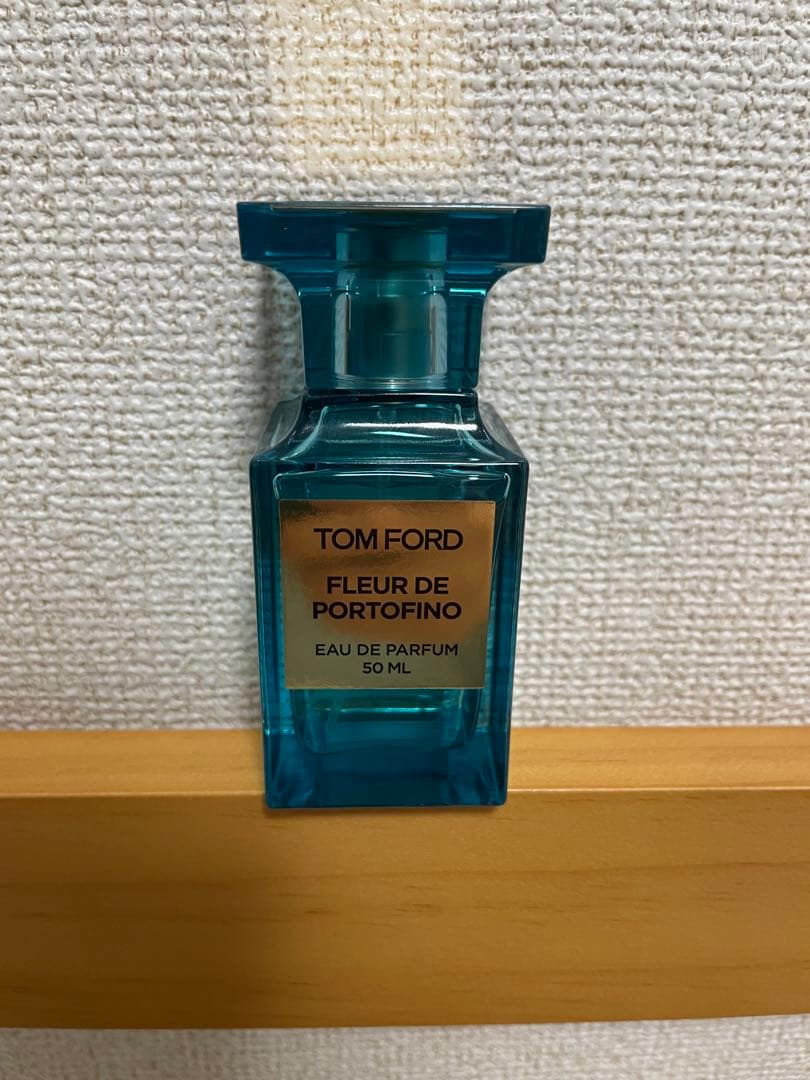 TOM FORD
FLEUR DE
PORTOFINO
EAU DE PARFUM
50 ML